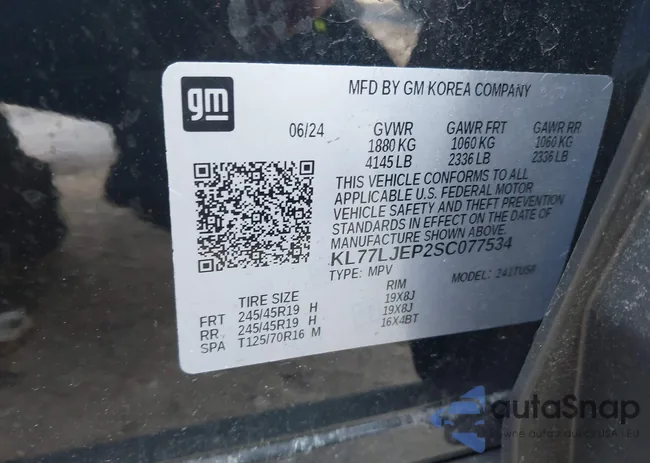 gm
MFD BY GM KOREA COMPANY
06/24 GVWR GAWR FRT GAWR RR
1880 KG 1060 KG 1060 KG
4145 LB 2336 LB 2336 LB
THIS VEHICLE CONFORMS TO ALL
APPLICABLE U.S. FEDERAL MOTOR
VEHICLE SAFETY AND THEFT PREVENTION
STANDARDS IN EFFECT ON THE DATE OF
MANUFACTURE SHOWN ABOVE.
KL77LJEP2SC077534
TYPE: MPV MODEL:
TIRE SIZE RIM
FRT 245/45R19 H 19X8J
RR 245/45R19 H 19X8J
SPA T125/70R16 M 16X4BT
autaSnap